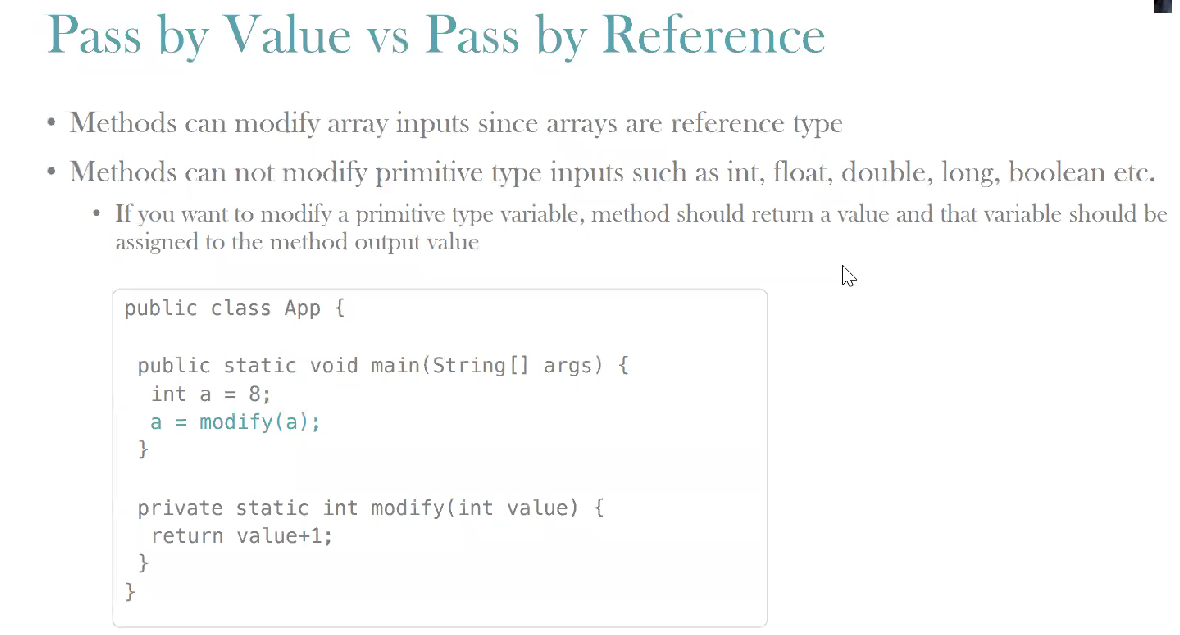 Pass by Value vs Pass by Reference
• Methods can modify array inputs since arrays are reference type
• Methods can not modify primitive type inputs such as int, float, double, long, boolean etc.
• If you want to modify a primitive type variable, method should return a value and that variable should be
assigned to the method output value
public class App {
public static void main(String[] args) {
int a = 8;
a = modify(a);
}
private static int modify(int value) {
return value+1;
}
}